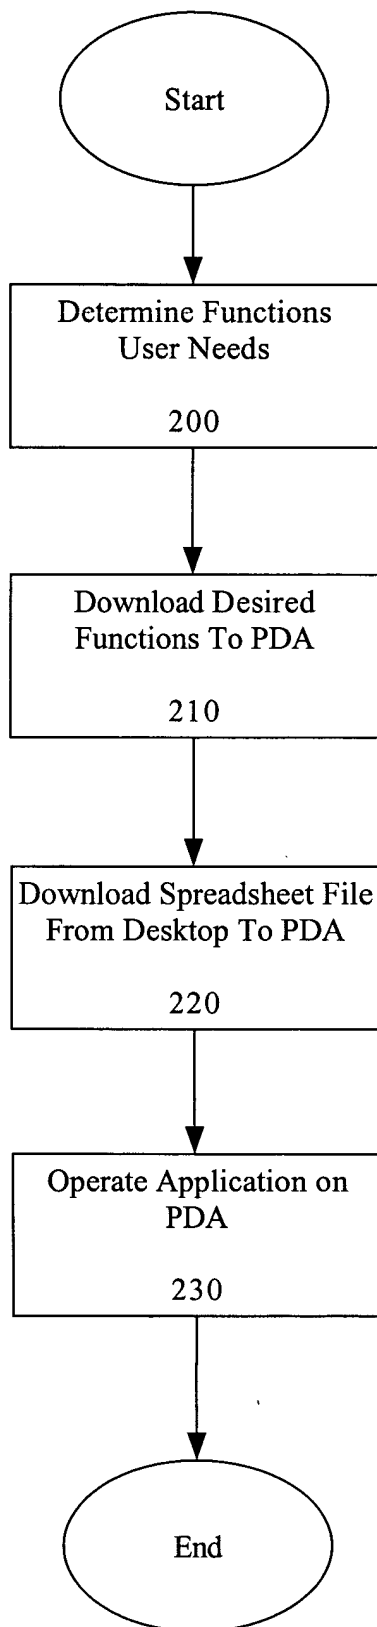 Start
Determine Functions
User Needs
200
Download Desired
Functions To PDA
210
Download Spreadsheet File
From Desktop To PDA
220
Operate Application on
PDA
230
End